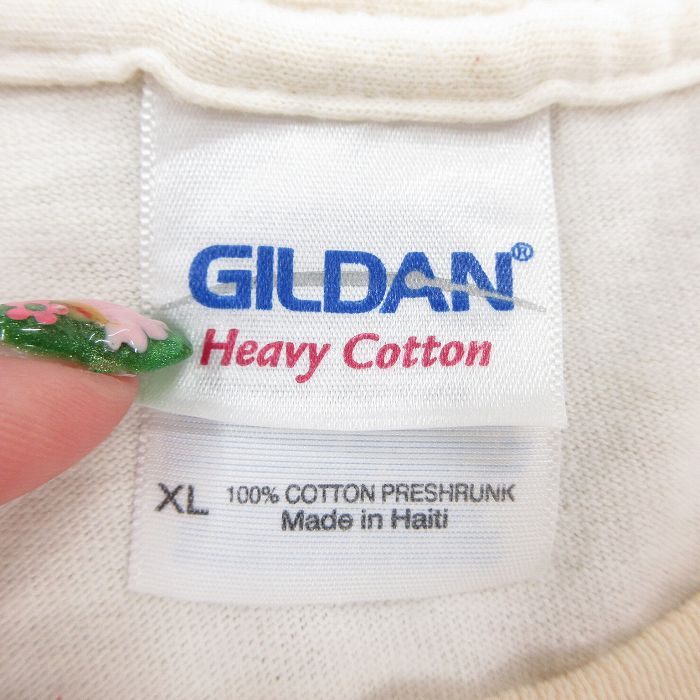 GILDAN®
Heavy Cotton
XL 100% COTTON PRESHRUNK
Made in Haiti